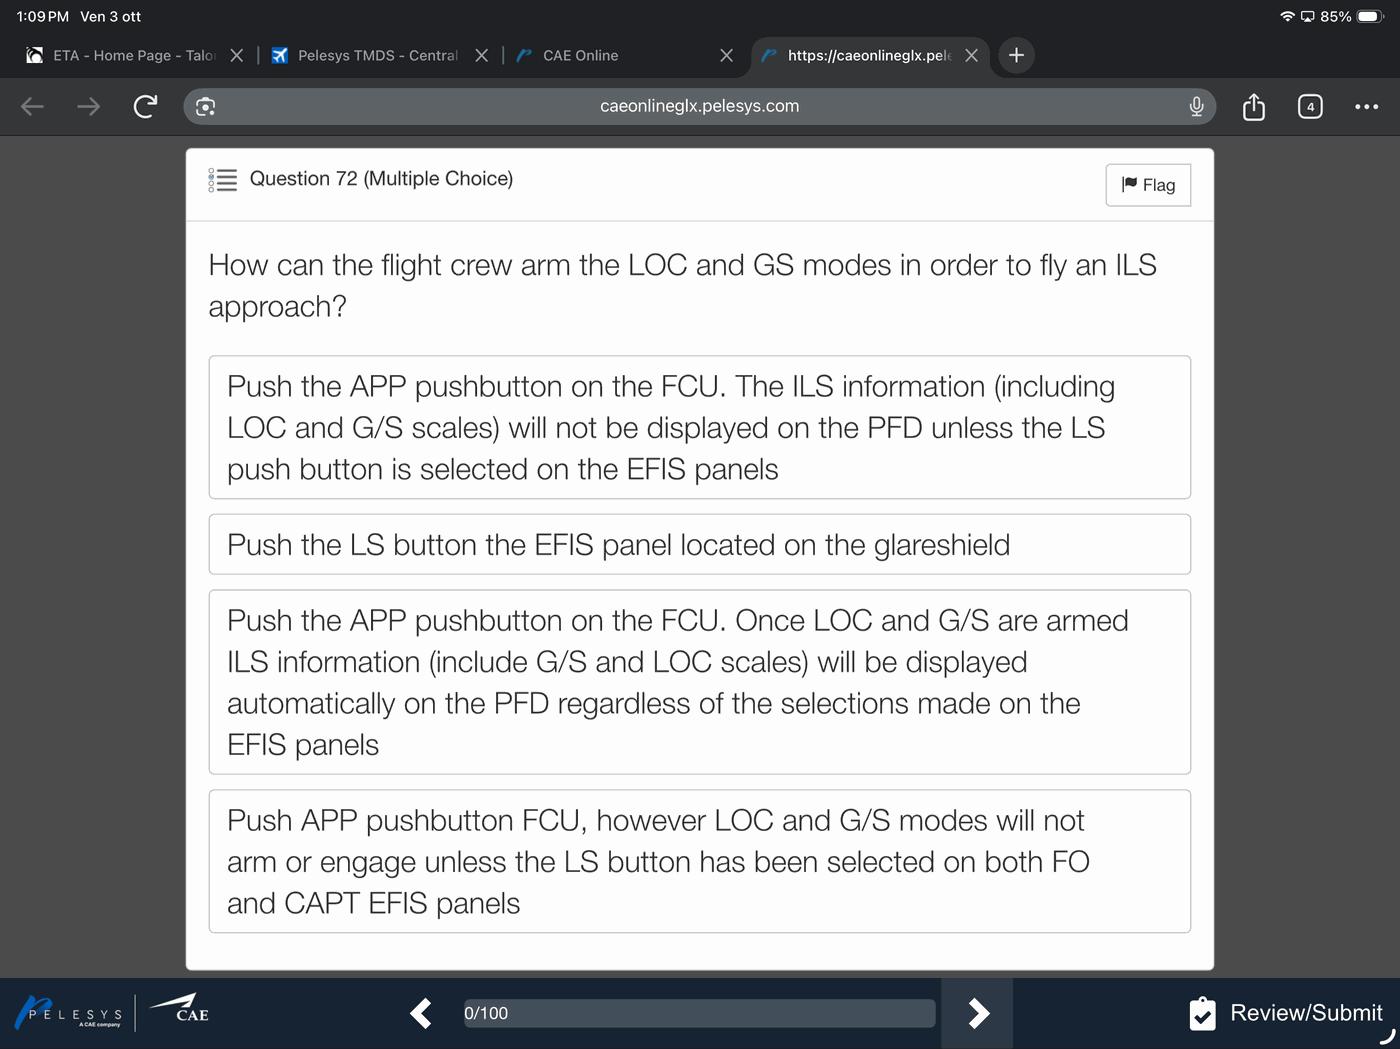 1:09 PM Ven 3 ott
85%
ETA - Home Page - Talon
Pelesys TMDS - Central
CAE Online
https://caeonlineglx.pele
caeonlineglx.pelesys.com
4
Question 72 (Multiple Choice)
Flag
How can the flight crew arm the LOC and GS modes in order to fly an ILS
approach?
Push the APP pushbutton on the FCU. The ILS information (including
LOC and G/S scales) will not be displayed on the PFD unless the LS
push button is selected on the EFIS panels
Push the LS button the EFIS panel located on the glareshield
Push the APP pushbutton on the FCU. Once LOC and G/S are armed
ILS information (include G/S and LOC scales) will be displayed
automatically on the PFD regardless of the selections made on the
EFIS panels
Push APP pushbutton FCU, however LOC and G/S modes will not
arm or engage unless the LS button has been selected on both FO
and CAPT EFIS panels
PELESYS
A CAE company
CAE
0/100
Review/Submit